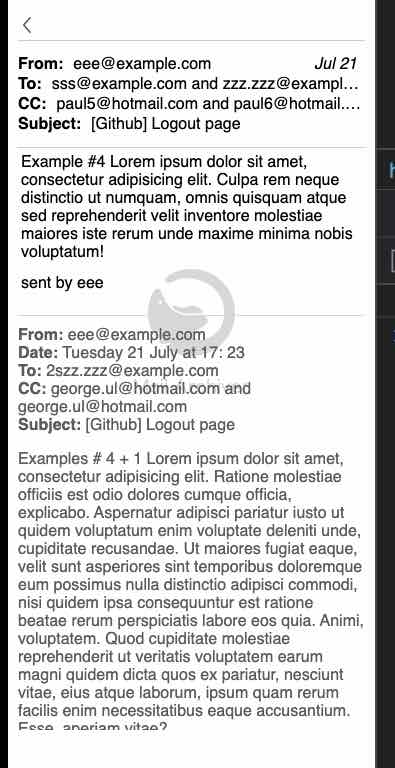 From: eee@example.com Jul 21
To: sss@example.com and zzz.zzz@exampl...
CC: paul5@hotmail.com and paul6@hotmail....
Subject: [Github] Logout page
Example #4 Lorem ipsum dolor sit amet,
consectetur adipisicing elit. Culpa rem neque
distinctio ut numquam, omnis quisquam atque
sed reprehenderit velit inventore molestiae
maiores iste rerum unde maxime minima nobis
voluptatum!
sent by eee
From: eee@example.com
Date: Tuesday 21 July at 17: 23
To: 2szz.zzz@example.com
CC: george.ul@hotmail.com and
george.ul@hotmail.com
Subject: [Github] Logout page
Examples # 4 + 1 Lorem ipsum dolor sit amet,
consectetur adipisicing elit. Ratione molestiae
officiis est odio dolores cumque officia,
explicabo. Aspernatur adipisci pariatur iusto ut
quidem voluptatum enim voluptate deleniti unde,
cupiditate recusandae. Ut maiores fugiat eaque,
velit sunt asperiores sint temporibus doloremque
eum possimus nulla distinctio adipisci commodi,
nisi quidem ipsa consequuntur est ratione
beatae rerum perspiciatis labore eos quia. Animi,
voluptatem. Quod cupiditate molestiae
reprehenderit ut veritatis voluptatem earum
magni quidem dicta quos ex pariatur, nesciunt
vitae, eius atque laborum, ipsum quam rerum
facilis enim necessitatibus eaque accusantium.
Esse, aperiam vitae?